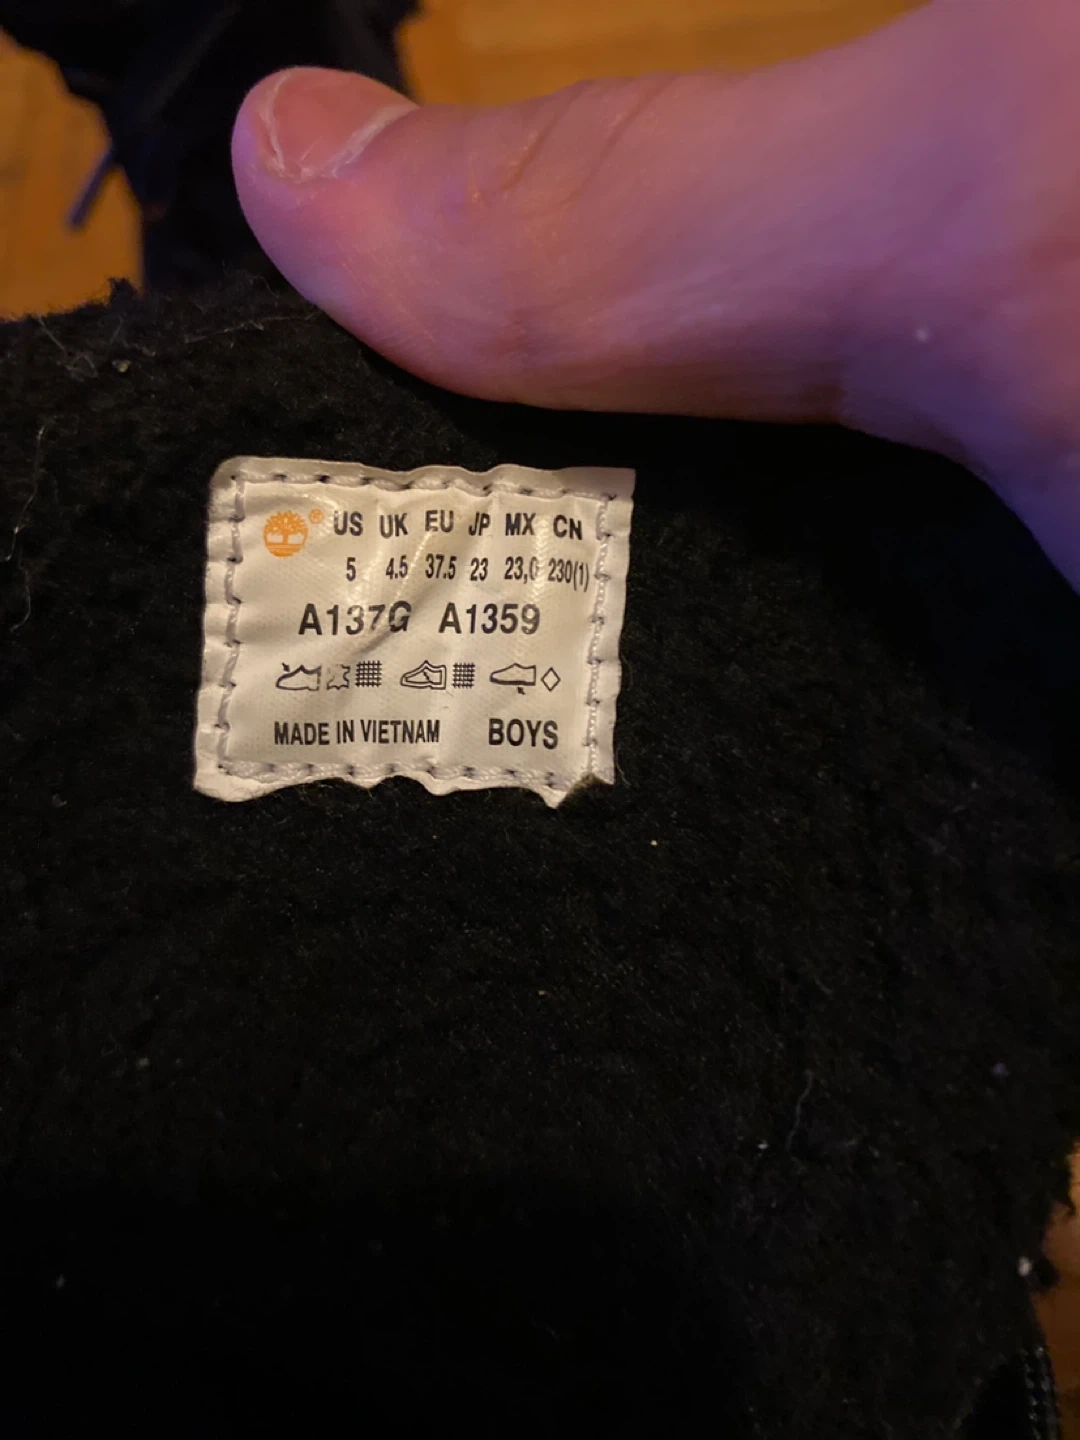 ® US UK EU JP MX CN
5 4.5 37.5 23 23,0 230(1)
A137G A1359
MADE IN VIETNAM BOYS